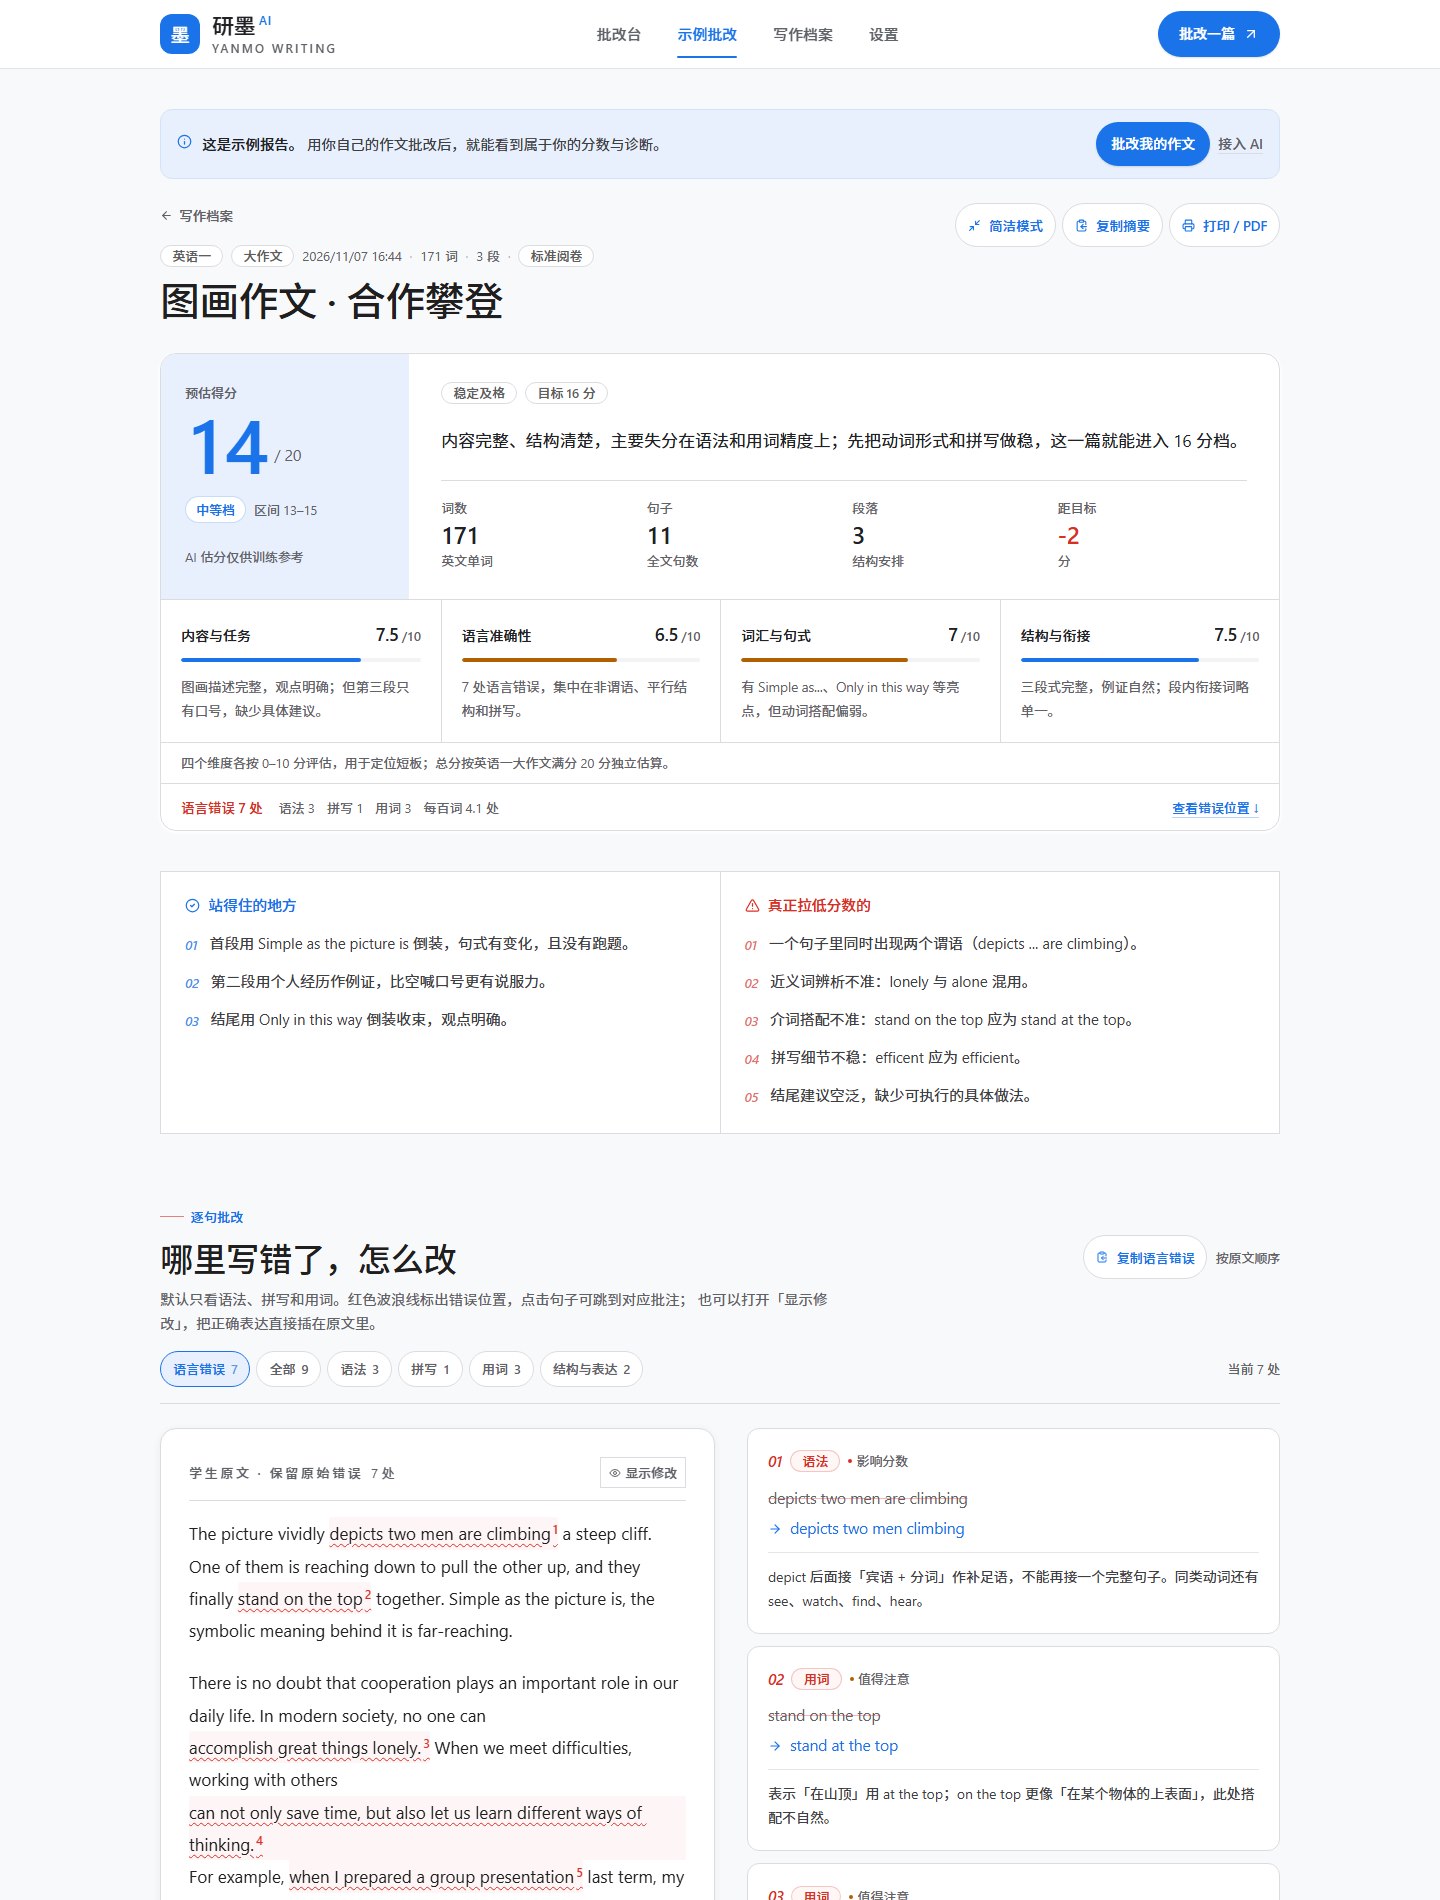 墨 研墨 AI
YANMO WRITING
批改台 示例批改 写作档案 设置
批改一篇
这是示例报告。 用你自己的作文批改后，就能看到属于你的分数与诊断。
批改我的作文 接入 AI
← 写作档案
简洁模式 复制摘要 打印 / PDF
英语一 大作文 2026/11/07 16:44 · 171 词 · 3 段 · 标准阅卷
图画作文 · 合作攀登
预估得分
14 / 20
中等档 区间 13–15
AI 估分仅供训练参考
稳定及格 目标 16 分
内容完整、结构清楚，主要失分在语法和用词精度上；先把动词形式和拼写做稳，这一篇就能进入 16 分档。
词数 句子 段落 距目标
171 11 3 -2
英文单词 全文句数 结构安排 分
内容与任务 7.5 /10
图画描述完整，观点明确；但第三段只
有口号，缺少具体建议。
语言准确性 6.5 /10
7 处语言错误，集中在非谓语、平行结
构和拼写。
词汇与句式 7 /10
有 Simple as...、Only in this way 等亮
点，但动词搭配偏弱。
结构与衔接 7.5 /10
三段式完整，例证自然；段内衔接词略
单一。
四个维度各按 0–10 分评估，用于定位短板；总分按英语一大作文满分 20 分独立估算。
语言错误 7 处 语法 3 拼写 1 用词 3 每百词 4.1 处 查看错误位置 ↓
站得住的地方
01 首段用 Simple as the picture is 倒装，句式有变化，且没有跑题。
02 第二段用个人经历作例证，比空喊口号更有说服力。
03 结尾用 Only in this way 倒装收束，观点明确。
真正拉低分数的
01 一个句子里同时出现两个谓语（depicts ... are climbing）。
02 近义词辨析不准：lonely 与 alone 混用。
03 介词搭配不准：stand on the top 应为 stand at the top。
04 拼写细节不稳：efficent 应为 efficient。
05 结尾建议空泛，缺少可执行的具体做法。
逐句批改
哪里写错了，怎么改
复制语言错误 按原文顺序
默认只看语法、拼写和用词。红色波浪线标出错误位置，点击句子可跳到对应批注； 也可以打开「显示修
改」，把正确表达直接插在原文里。
语言错误 7 全部 9 语法 3 拼写 1 用词 3 结构与表达 2 当前 7 处
学生原文 · 保留原始错误 7 处 显示修改
The picture vividly depicts two men are climbing 1 a steep cliff.
One of them is reaching down to pull the other up, and they
finally stand on the top 2 together. Simple as the picture is, the
symbolic meaning behind it is far-reaching.
There is no doubt that cooperation plays an important role in our
daily life. In modern society, no one can
accomplish great things lonely. 3 When we meet difficulties,
working with others
can not only save time, but also let us learn different ways of
thinking. 4
For example, when I prepared a group presentation 5 last term, my
01 语法 • 影响分数
depicts two men are climbing
→ depicts two men climbing
depict 后面接「宾语 + 分词」作补足语，不能再接一个完整句子。同类动词还有
see、watch、find、hear。
02 用词 • 值得注意
stand on the top
→ stand at the top
表示「在山顶」用 at the top；on the top 更像「在某个物体的上表面」，此处搭
配不自然。
03 用词 • 值得注意